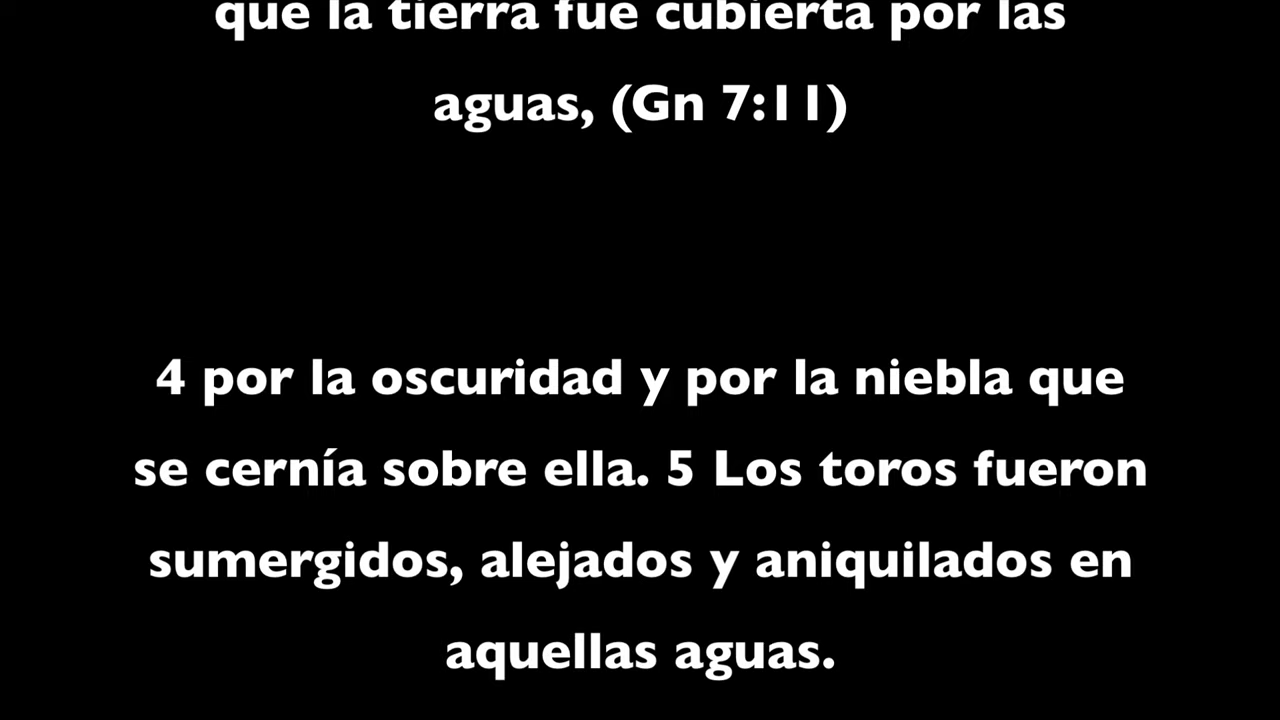 que la tierra fue cubierta por las
aguas, (Gn 7:11)
4 por la oscuridad y por la niebla que
se cernía sobre ella. 5 Los toros fueron
sumergidos, alejados y aniquilados en
aquellas aguas.